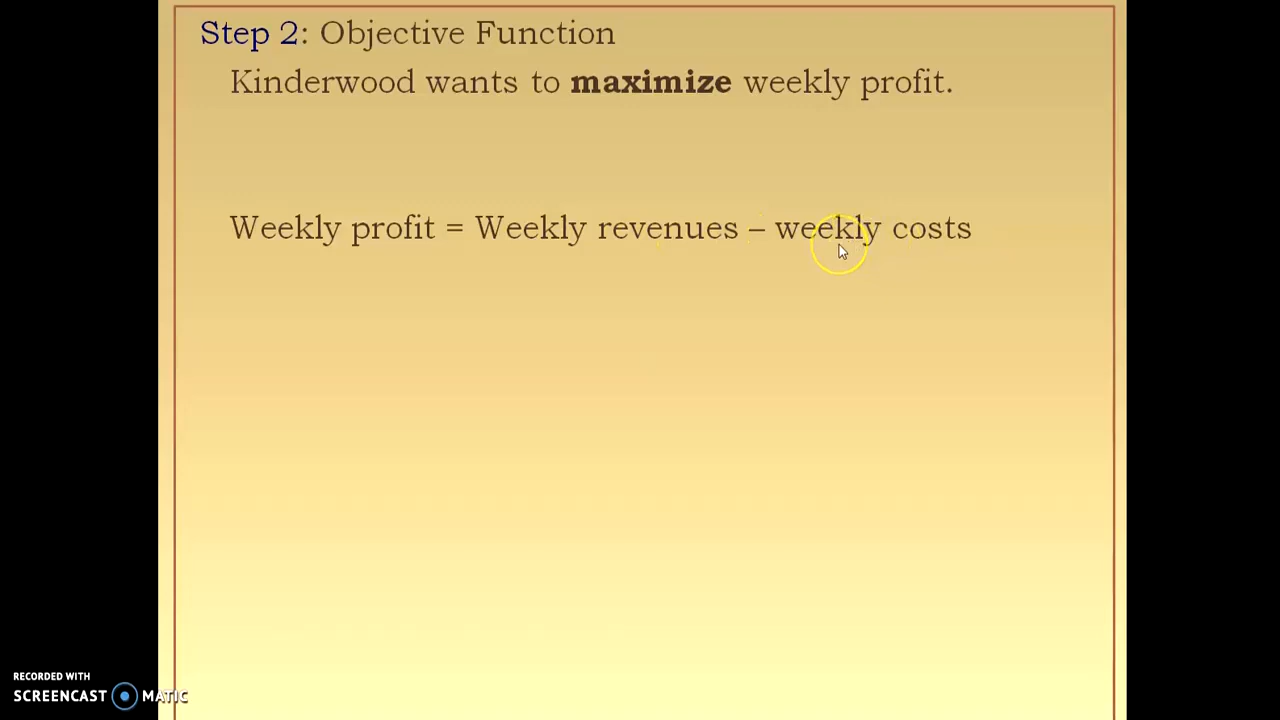 Step 2: Objective Function
Kinderwood wants to maximize weekly profit.
Weekly profit = Weekly revenues – weekly costs
RECORDED WITH
SCREENCAST MATIC